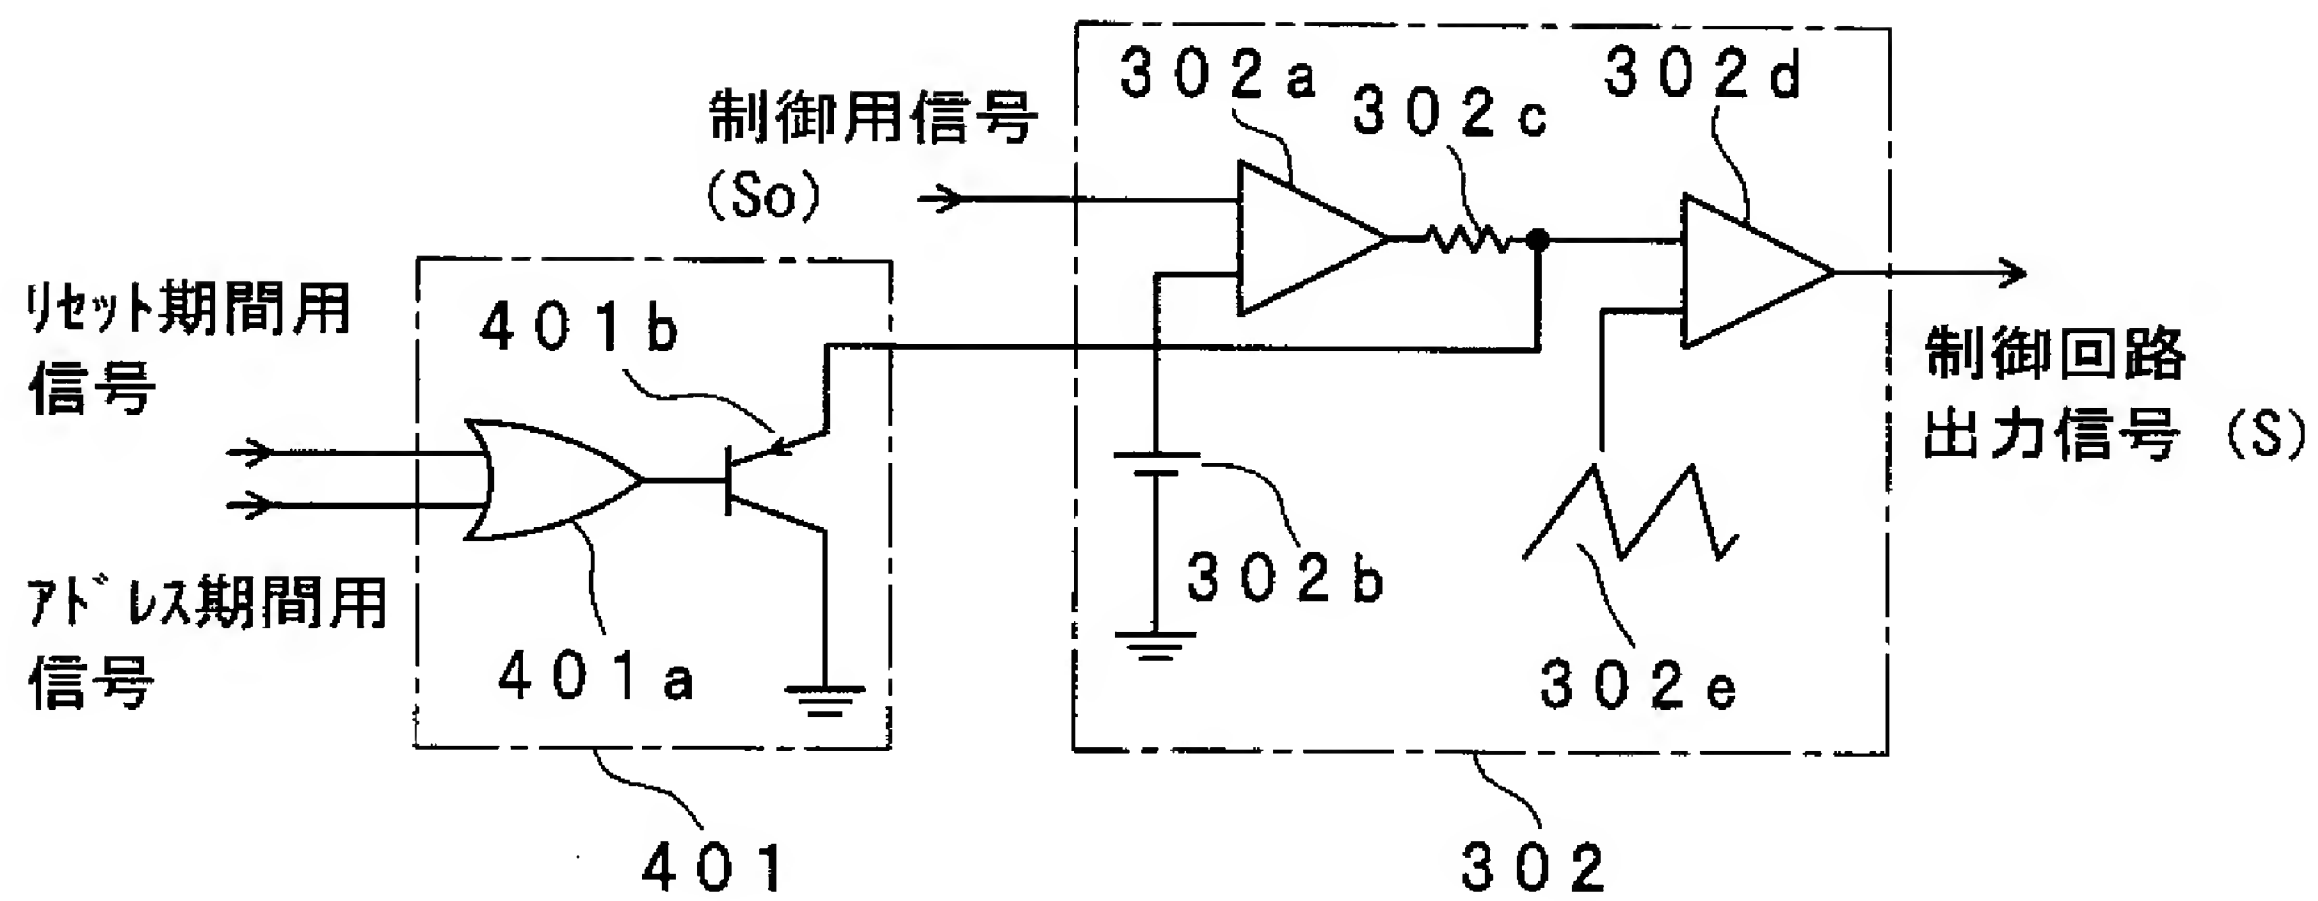 302a
302d
制御用信号
302c
(So)
リセット期間用
信号
401b
制御回路
出力信号 (S)
302b
アドレス期間用
信号
401a
302e
401
302